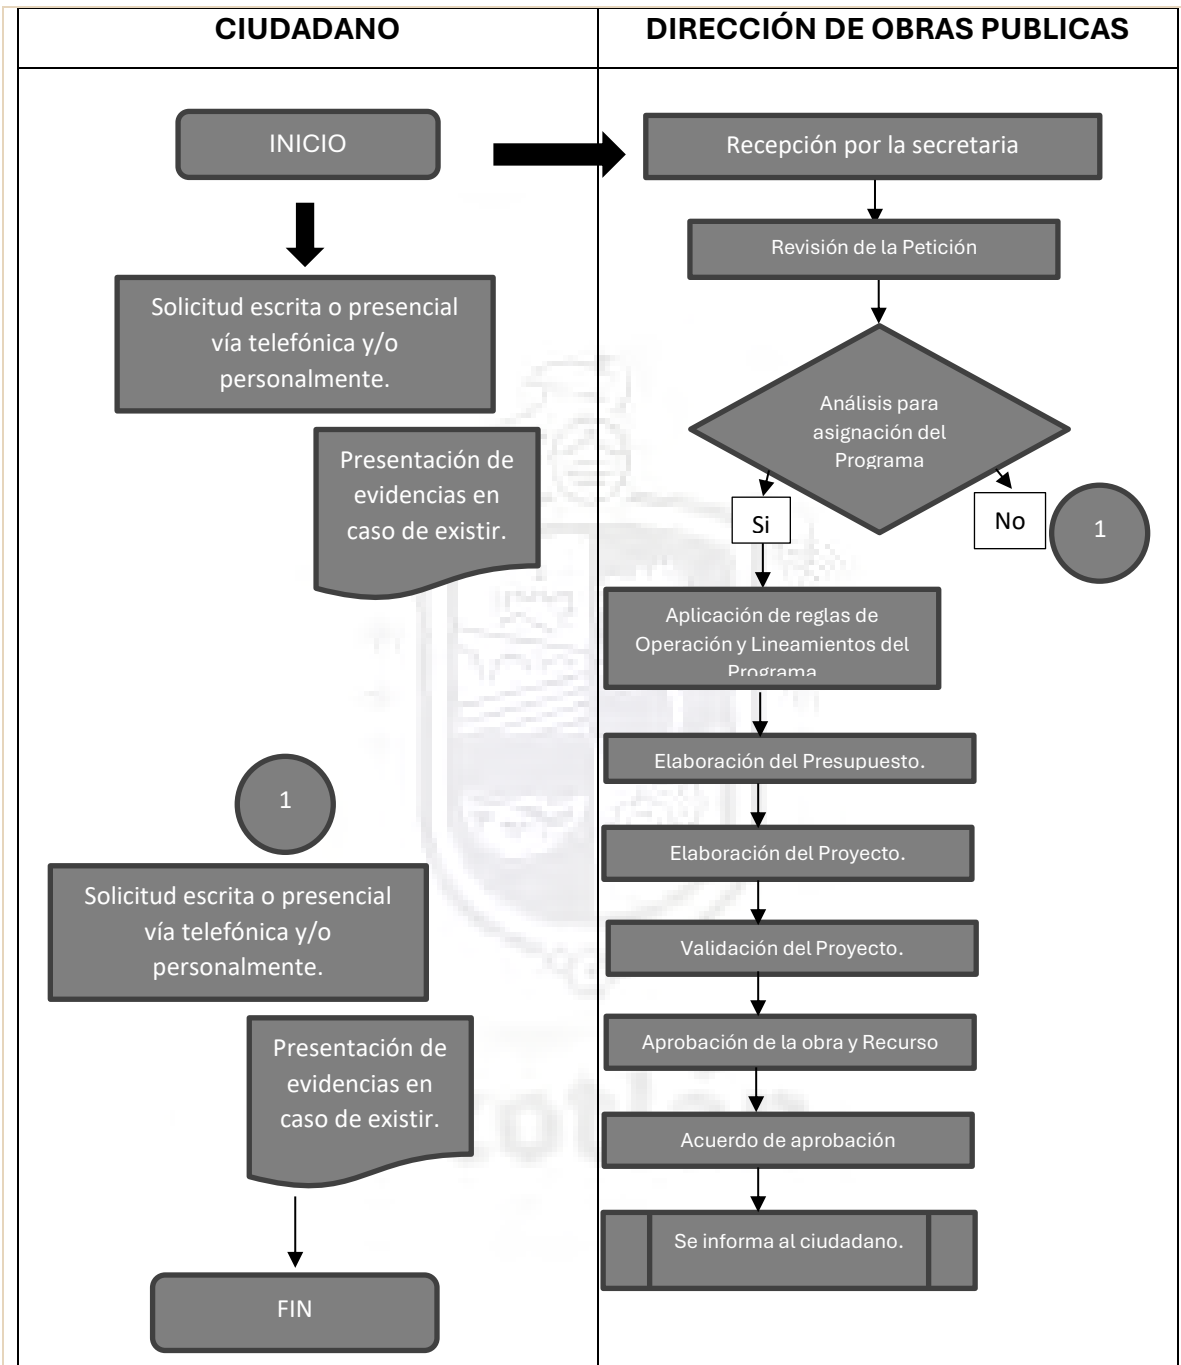 CIUDADANO
DIRECCIÓN DE OBRAS PUBLICAS
INICIO
Solicitud escrita o presencial
vía telefónica y/o
personalmente.
Presentación de
evidencias en
caso de existir.
1
Solicitud escrita o presencial
vía telefónica y/o
personalmente.
Presentación de
evidencias en
caso de existir.
FIN
Recepción por la secretaria
Revisión de la Petición
Análisis para
asignación del
Programa
Si
No
1
Aplicación de reglas de
Operación y Lineamientos del
Programa
Elaboración del Presupuesto.
Elaboración del Proyecto.
Validación del Proyecto.
Aprobación de la obra y Recurso
Acuerdo de aprobación
Se informa al ciudadano.